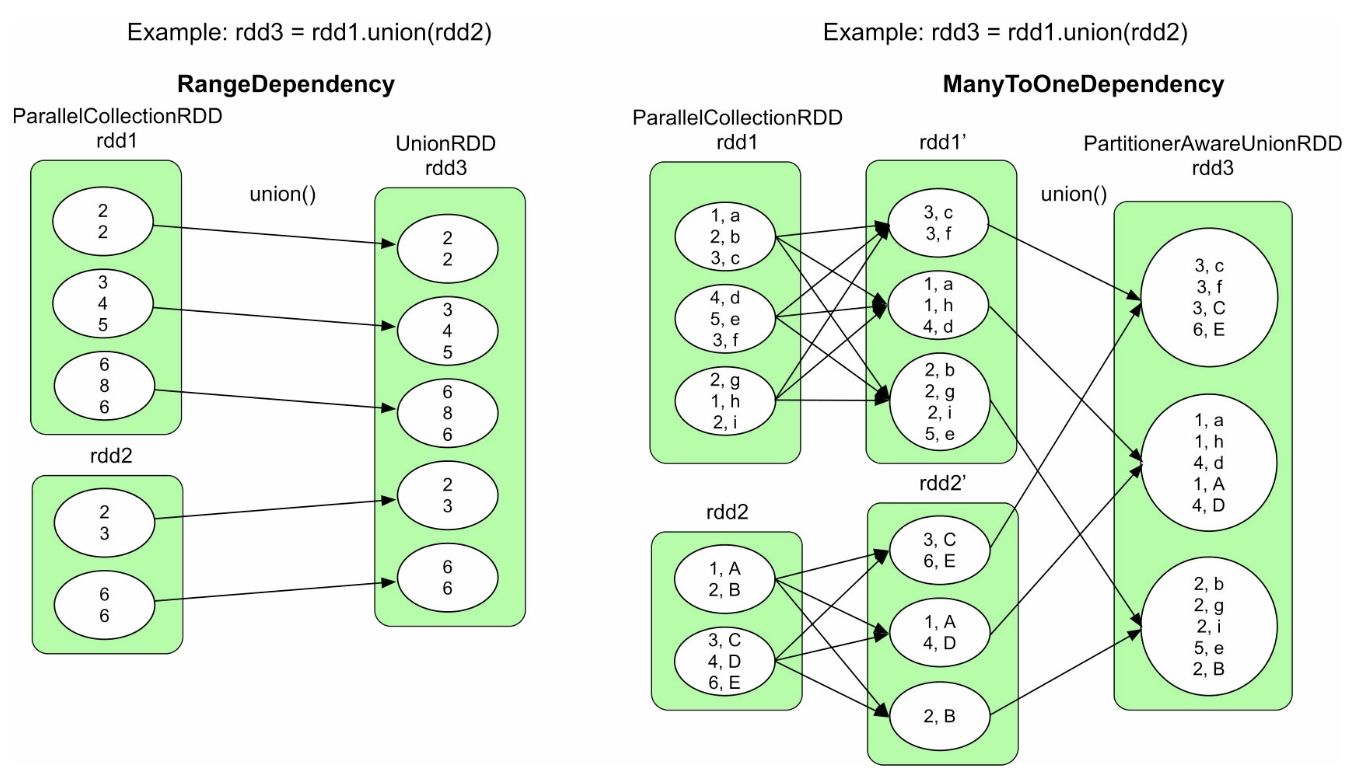 Example: rdd3 = rdd1.union(rdd2)
RangeDependency
ParallelCollectionRDD
rdd1
UnionRDD
rdd3
union()
2
2
3
4
5
6
8
6
rdd2
2
3
6
6
2
2
3
4
5
6
8
6
2
3
6
6
Example: rdd3 = rdd1.union(rdd2)
ManyToOneDependency
ParallelCollectionRDD
rdd1
rdd1’
PartitionerAwareUnionRDD
rdd3
union()
1, a
2, b
3, c
4, d
5, e
3, f
2, g
1, h
2, i
3, c
3, f
1, a
1, h
4, d
2, b
2, g
2, i
5, e
rdd2
rdd2’
1, A
2, B
3, C
4, D
6, E
3, C
6, E
1, A
4, D
2, B
3, c
3, f
3, C
6, E
1, a
1, h
4, d
1, A
4, D
2, b
2, g
2, i
5, e
2, B